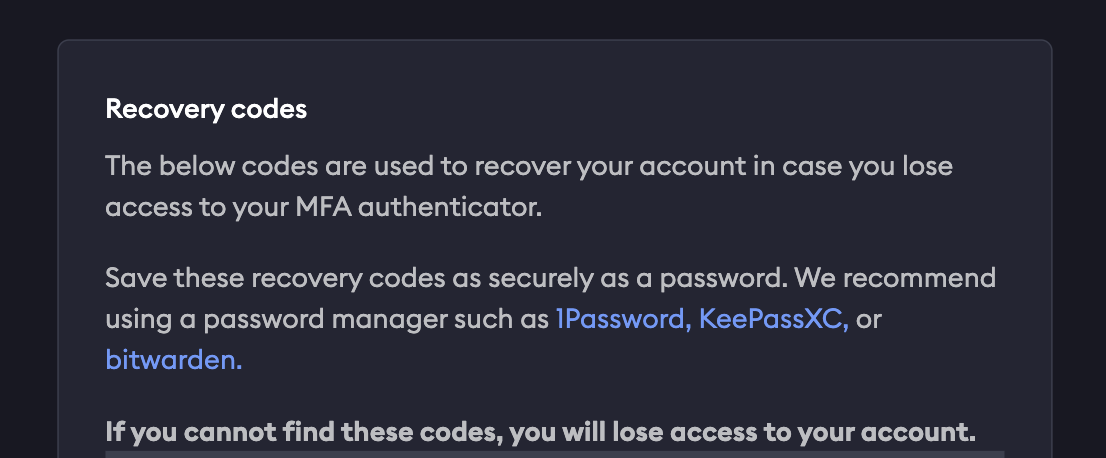 Recovery codes
The below codes are used to recover your account in case you lose
access to your MFA authenticator.
Save these recovery codes as securely as a password. We recommend
using a password manager such as 1Password, KeePassXC, or
bitwarden.
If you cannot find these codes, you will lose access to your account.